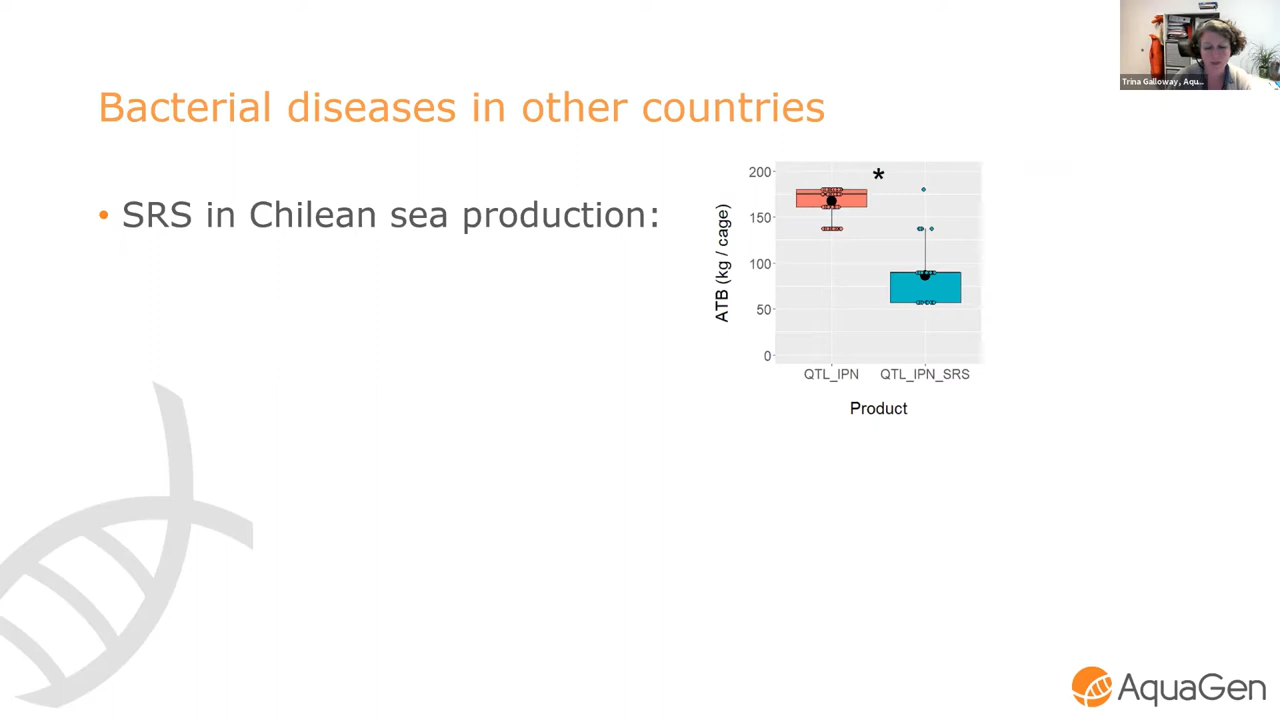 Trina Galloway, Aqu...
Bacterial diseases in other countries
• SRS in Chilean sea production:
*
200
150
100
50
0
ATB (kg / cage)
QTL_IPN QTL_IPN_SRS
Product
AquaGen